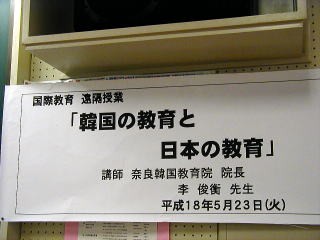 国際教育 遠隔授業
「韓国の教育と
日本の教育」
講師 奈良韓国教育院 院長
李 俊衡 先生
平成18年5月23日(火)